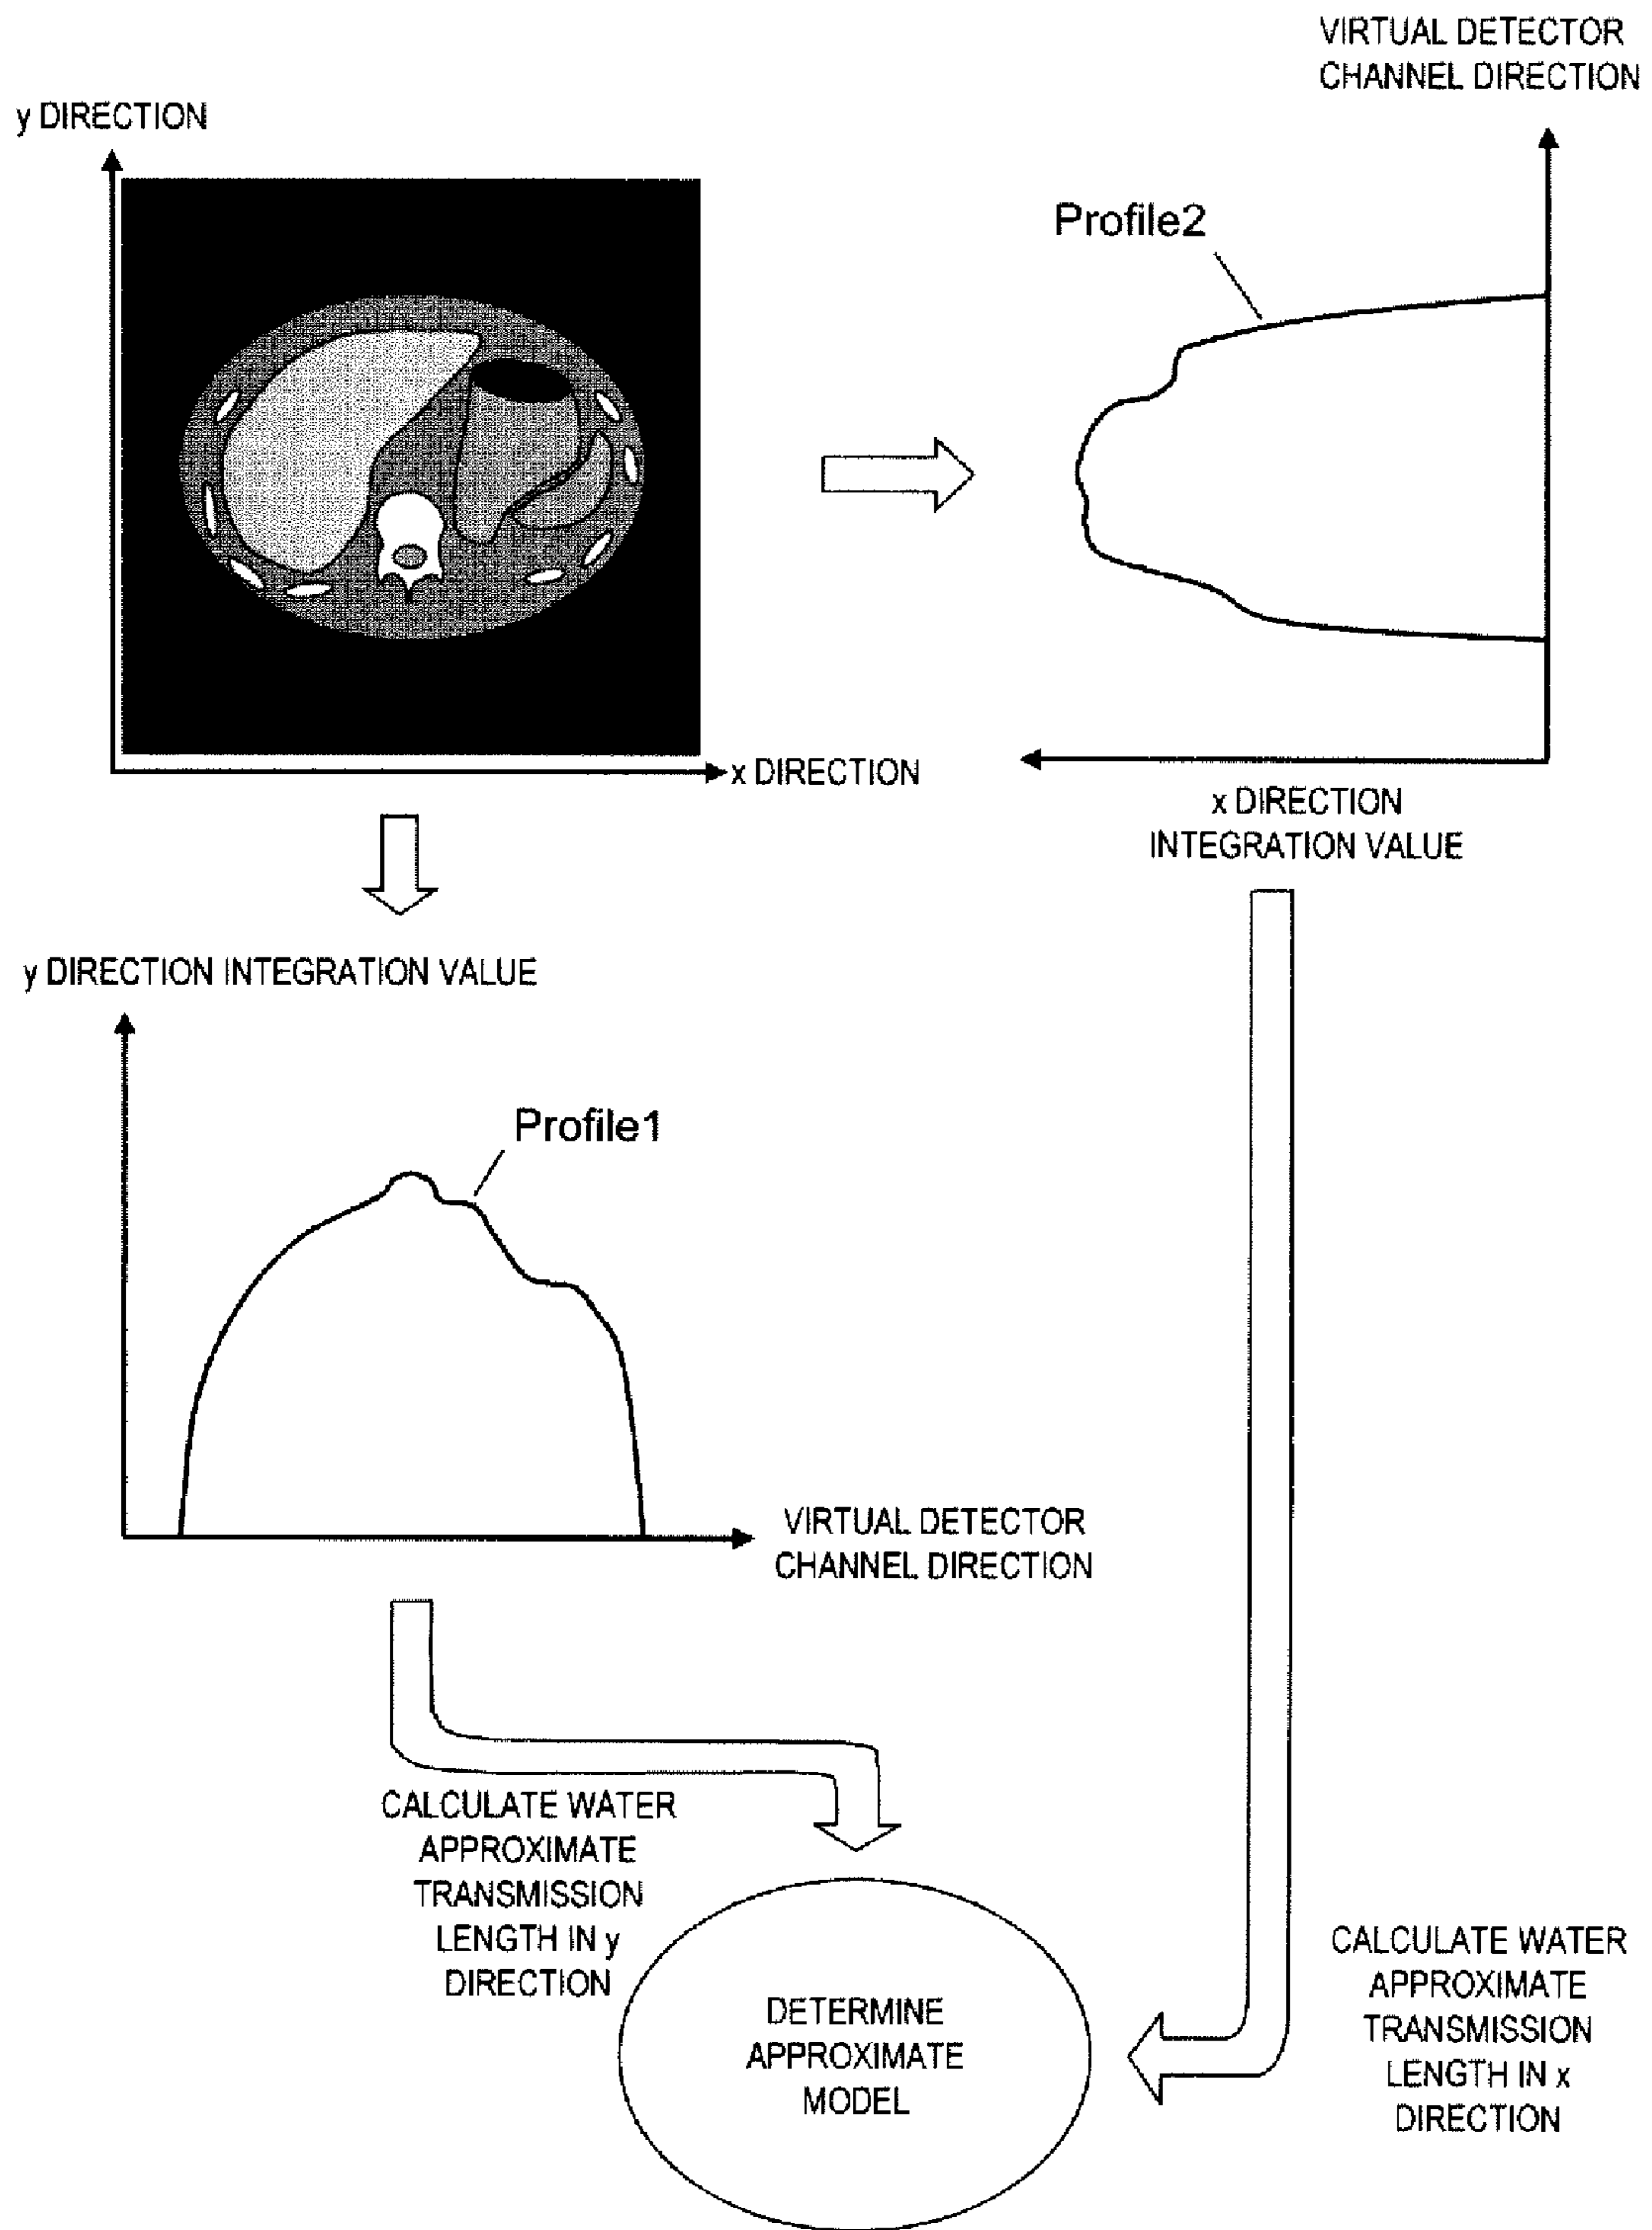 VIRTUAL DETECTOR
CHANNEL DIRECTION
y DIRECTION
Profile2
x DIRECTION
x DIRECTION
INTEGRATION VALUE
y DIRECTION INTEGRATION VALUE
Profile1
VIRTUAL DETECTOR
CHANNEL DIRECTION
CALCULATE WATER
APPROXIMATE
TRANSMISSION
LENGTH IN y
DIRECTION
DETERMINE
APPROXIMATE
MODEL
CALCULATE WATER
APPROXIMATE
TRANSMISSION
LENGTH IN x
DIRECTION